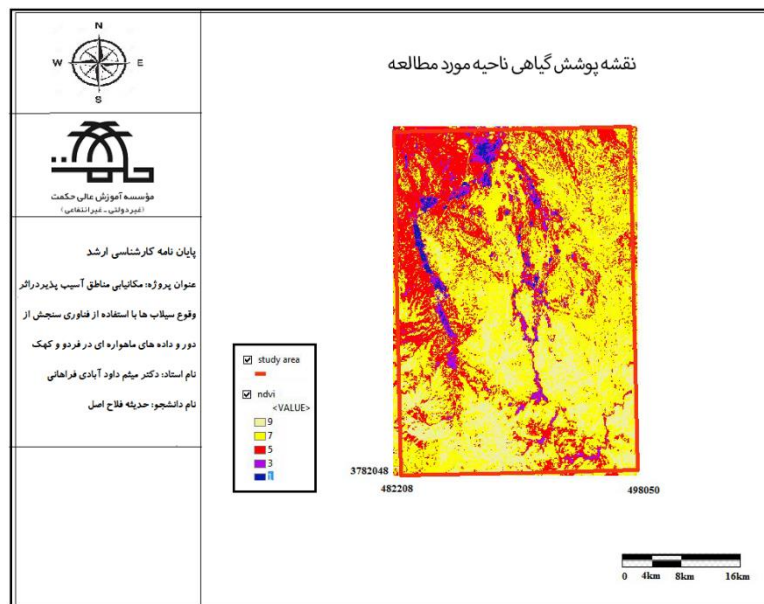 N
W E
S
نقشه پوشش گیاهی ناحیه مورد مطالعه
حکمت
مؤسسه آموزش عالی حکمت
(غیردولتی - غیرانتفاعی)
پایان نامه کارشناسی ارشد
عنوان پروژه: مکانیابی مناطق آسیب پذیردراثر
وقوع سیلاب ها با استفاده از فناوری سنجش از
دور و داده های ماهواره ای در فردو و کهک
نام استاد: دکتر میثم داود آبادی فراهانی
نام دانشجو: حدیثه فلاح اصل
study area
ndvi
<VALUE>
9
7
5
3
1
3782048
482208 498050
0 4km 8km 16km